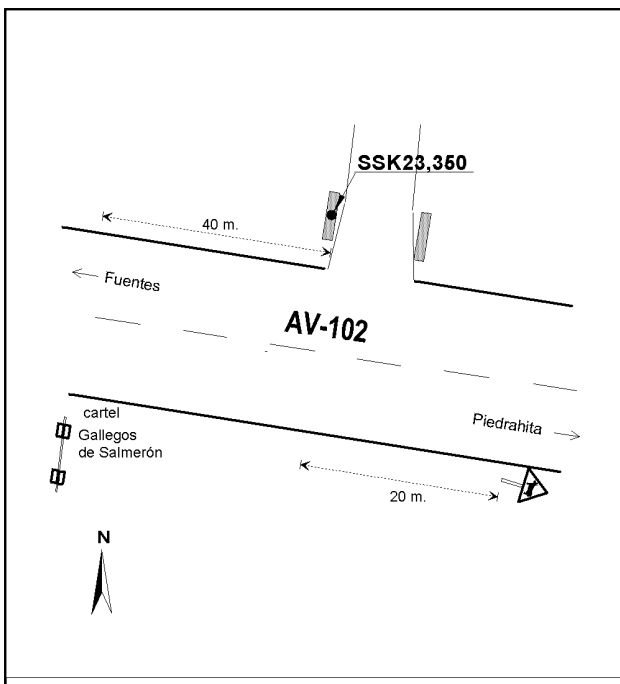 SSK23,350
40 m.
Fuentes
AV-102
cartel
Gallegos
de Salmerón
Piedrahita
20 m.
N